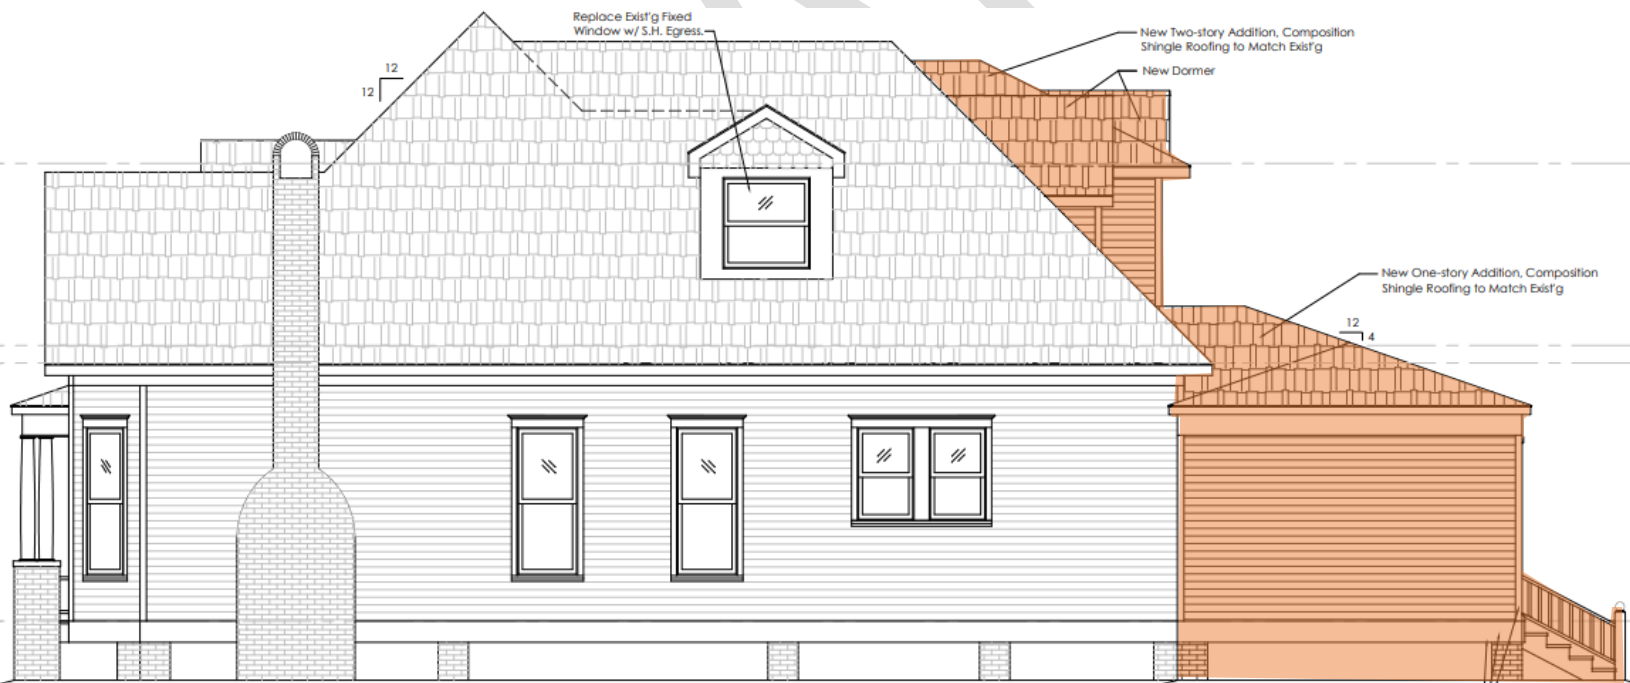 Replace Exist'g Fixed
Window w/ S.H. Egress.
New Two-story Addition, Composition
Shingle Roofing to Match Exist'g
New Dormer
12
12
New One-story Addition, Composition
Shingle Roofing to Match Exist'g
12
4